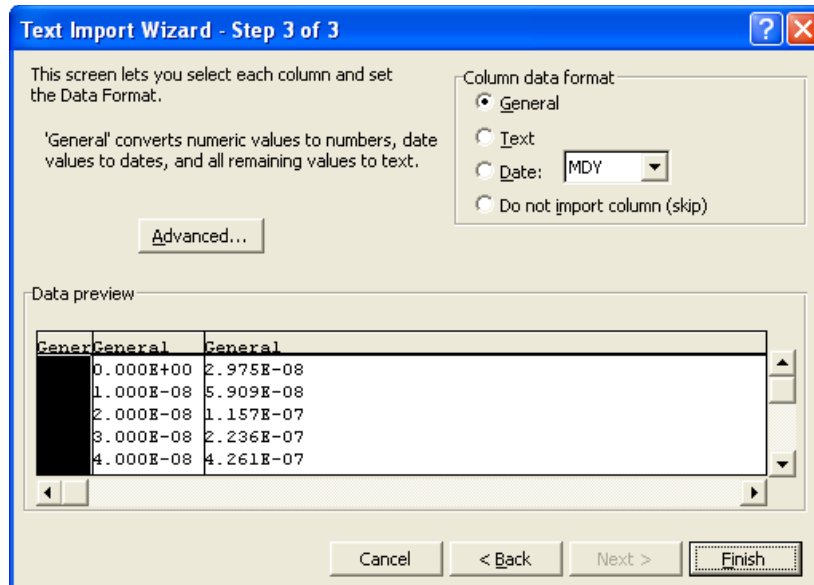 Text Import Wizard - Step 3 of 3
This screen lets you select each column and set
the Data Format.
'General' converts numeric values to numbers, date
values to dates, and all remaining values to text.
Advanced...
Column data format
General
Text
Date: MDY
Do not import column (skip)
Data preview
Gener General General
0.000E+00 2.975E-08
1.000E-08 5.909E-08
2.000E-08 1.157E-07
3.000E-08 2.236E-07
4.000E-08 4.261E-07
Cancel < Back Next > Finish